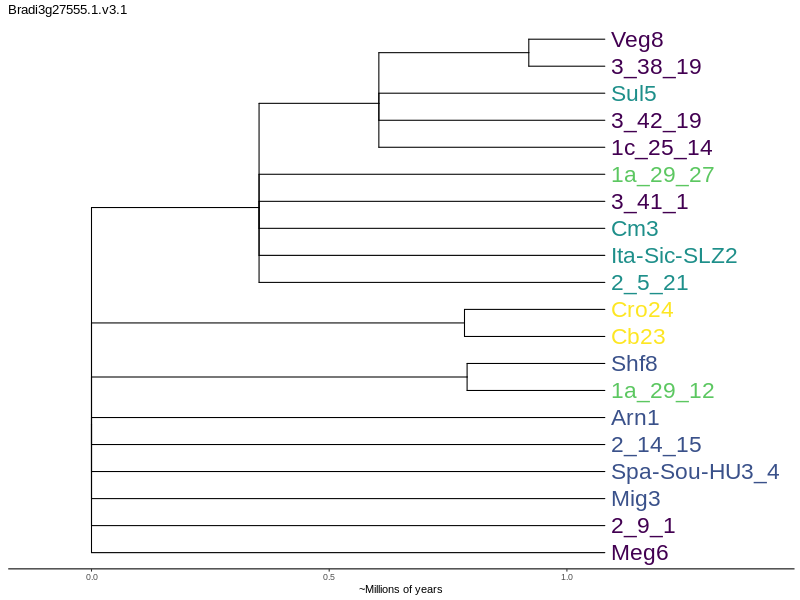 Bradi3g27555.1.v3.1
Veg8
3_38_19
Sul5
3_42_19
1c_25_14
1a_29_27
3_41_1
Cm3
Ita-Sic-SLZ2
2_5_21
Cro24
Cb23
Shf8
1a_29_12
Arn1
2_14_15
Spa-Sou-HU3_4
Mig3
2_9_1
Meg6
0.0 0.5 1.0
~Millions of years